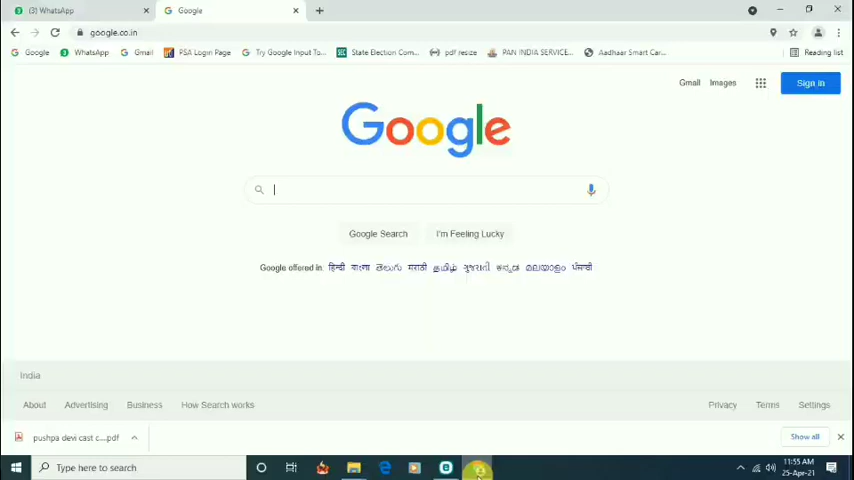 (3) WhatsApp
Google
google.co.in
Google WhatsApp Gmail PSA Login Page Try Google Input To... State Election Com... pdf resize PAN INDIA SERVICE... Aadhaar Smart Car... Reading list
Gmail Images Sign in
Google
Google Search I'm Feeling Lucky
Google offered in: हिन्दी বাংলা తెలుగు मराठी தமிழ் ગુજરાતી ಕನ್ನಡ മലയാളം ਪੰਜਾਬੀ
India
About Advertising Business How Search works Privacy Terms Settings
pushpa devi cast c....pdf Show all
Type here to search
11:55 AM
25-Apr-21